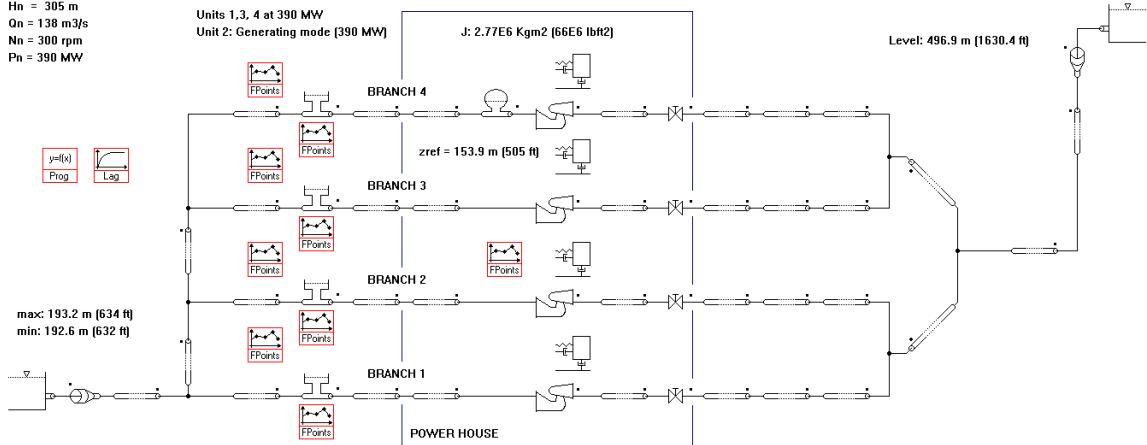 Hn = 305 m
Qn = 138 m3/s
Nn = 300 rpm
Pn = 390 MW
Units 1,3, 4 at 390 MW
Unit 2: Generating mode (390 MW)
J: 2.77E6 Kgm2 (66E6 lbft2)
Level: 496.9 m (1630.4 ft)
FPoints
BRANCH 4
FPoints
zref = 153.9 m (505 ft)
y=f(x)
Prog
Lag
FPoints
BRANCH 3
FPoints
FPoints
FPoints
BRANCH 2
FPoints
max: 193.2 m (634 ft)
min: 192.6 m (632 ft)
FPoints
BRANCH 1
FPoints
POWER HOUSE